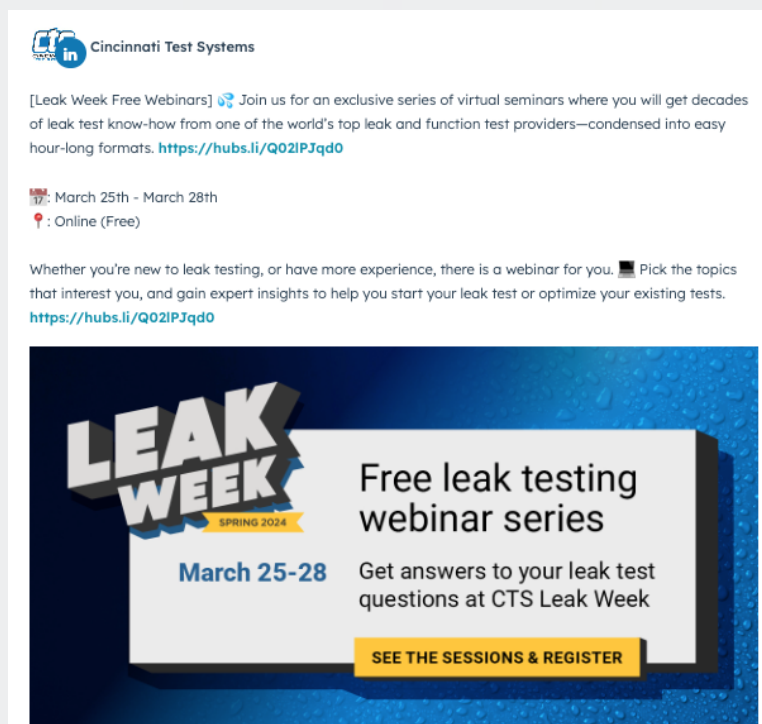 cts in Cincinnati Test Systems
[Leak Week Free Webinars] 💦 Join us for an exclusive series of virtual seminars where you will get decades
of leak test know-how from one of the world's top leak and function test providers—condensed into easy
hour-long formats. https://hubs.li/Q02lPJqd0
📅: March 25th - March 28th
📍: Online (Free)
Whether you're new to leak testing, or have more experience, there is a webinar for you. 💻 Pick the topics
that interest you, and gain expert insights to help you start your leak test or optimize your existing tests.
https://hubs.li/Q02lPJqd0
LEAK
WEEK
SPRING 2024
March 25-28
Free leak testing
webinar series
Get answers to your leak test
questions at CTS Leak Week
SEE THE SESSIONS & REGISTER